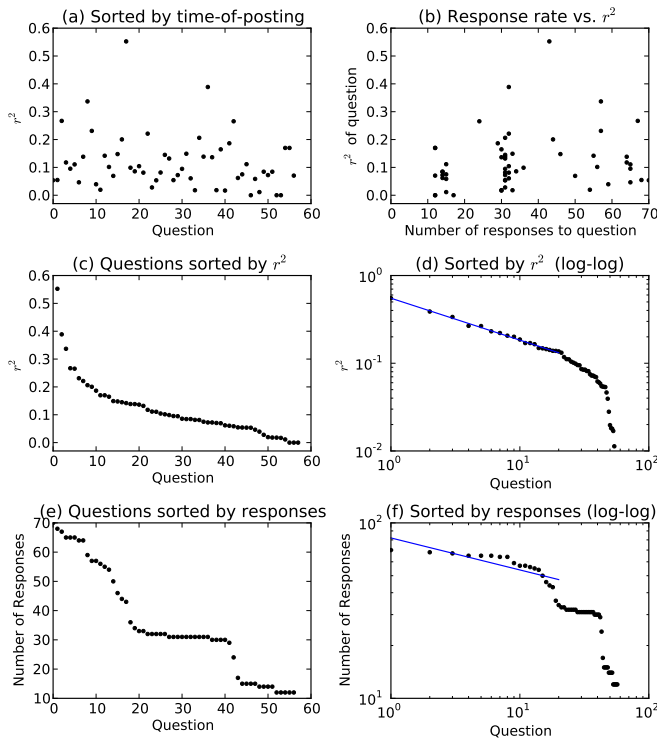 (a) Sorted by time-of-posting
0.6
0.5
0.4
0.3
0.2
0.1
0.0
r²
0 10 20 30 40 50 60
Question
(b) Response rate vs. r²
0.6
0.5
0.4
0.3
0.2
0.1
0.0
r² of question
0 10 20 30 40 50 60 70
Number of responses to question
(c) Questions sorted by r²
0.6
0.5
0.4
0.3
0.2
0.1
0.0
r²
0 10 20 30 40 50 60
Question
(d) Sorted by r² (log-log)
10⁰
10⁻¹
10⁻²
r²
10⁰ 10¹ 10²
Question
(e) Questions sorted by responses
70
60
50
40
30
20
10
Number of Responses
0 10 20 30 40 50 60
Question
(f) Sorted by responses (log-log)
10²
10¹
Number of Responses
10⁰ 10¹ 10²
Question